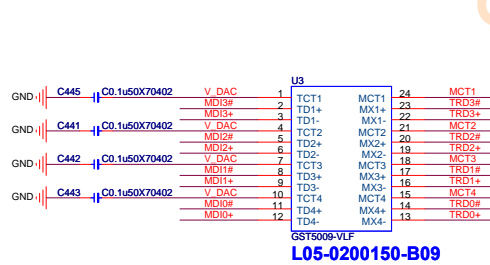 U3
GND C445 C0.1u50X70402 V_DAC 1 TCT1 MCT1 24 MCT1
MDI3# 2 TD1+ MX1+ 23 TRD3#
MDI3+ 3 TD1- MX1- 22 TRD3+
GND C441 C0.1u50X70402 V_DAC 4 TCT2 MCT2 21 MCT2
MDI2# 5 TD2+ MX2+ 20 TRD2#
MDI2+ 6 TD2- MX2- 19 TRD2+
GND C442 C0.1u50X70402 V_DAC 7 TCT3 MCT3 18 MCT3
MDI1# 8 TD3+ MX3+ 17 TRD1#
MDI1+ 9 TD3- MX3- 16 TRD1+
GND C443 C0.1u50X70402 V_DAC 10 TCT4 MCT4 15 MCT4
MDI0# 11 TD4+ MX4+ 14 TRD0#
MDI0+ 12 TD4- MX4- 13 TRD0+
GST5009-VLF
L05-0200150-B09